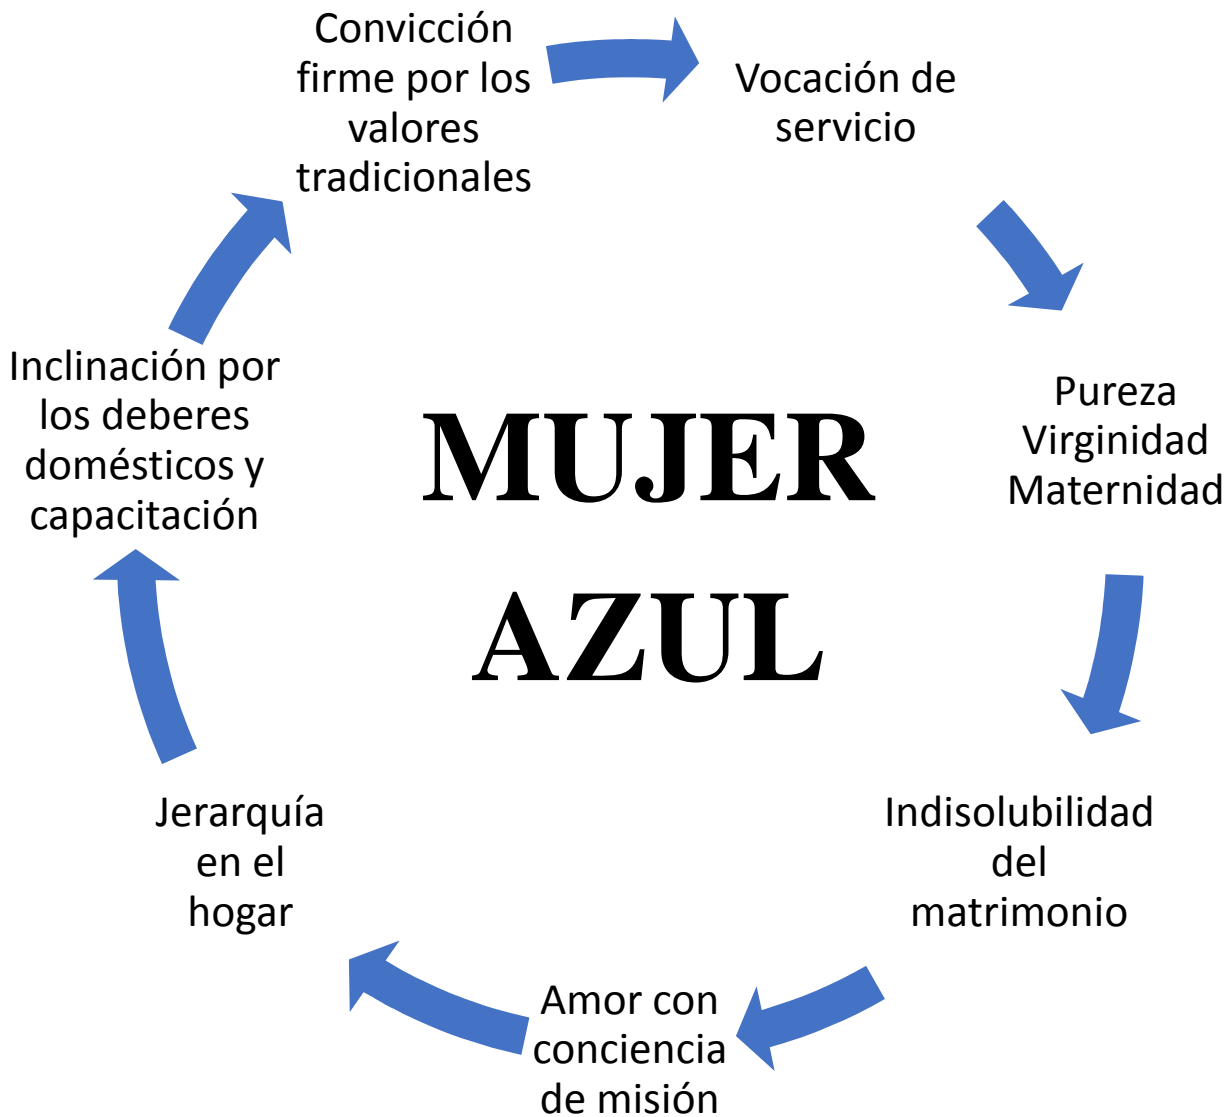 Convicción
firme por los
valores
tradicionales
Vocación de
servicio
Pureza
Virginidad
Maternidad
Indisolubilidad
del
matrimonio
Amor con
conciencia
de misión
Jerarquía
en el
hogar
Inclinación por
los deberes
domésticos y
capacitación
MUJER
AZUL